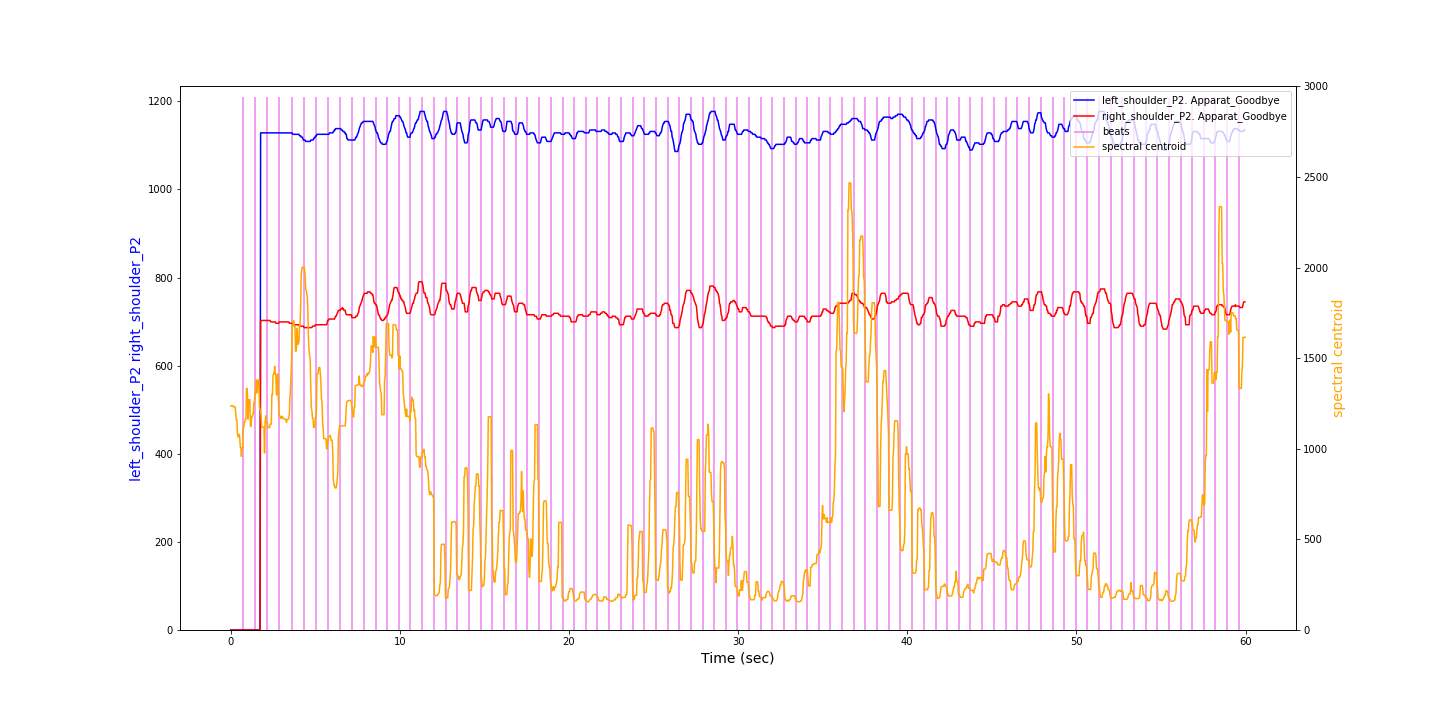 left_shoulder_P2. Apparat_Goodbye
right_shoulder_P2. Apparat_Goodbye
beats
spectral centroid
left_shoulder_P2 right_shoulder_P2
1200
1000
800
600
400
200
0
3000
2500
2000
1500
1000
500
0
spectral centroid
0 10 20 30 40 50 60
Time (sec)